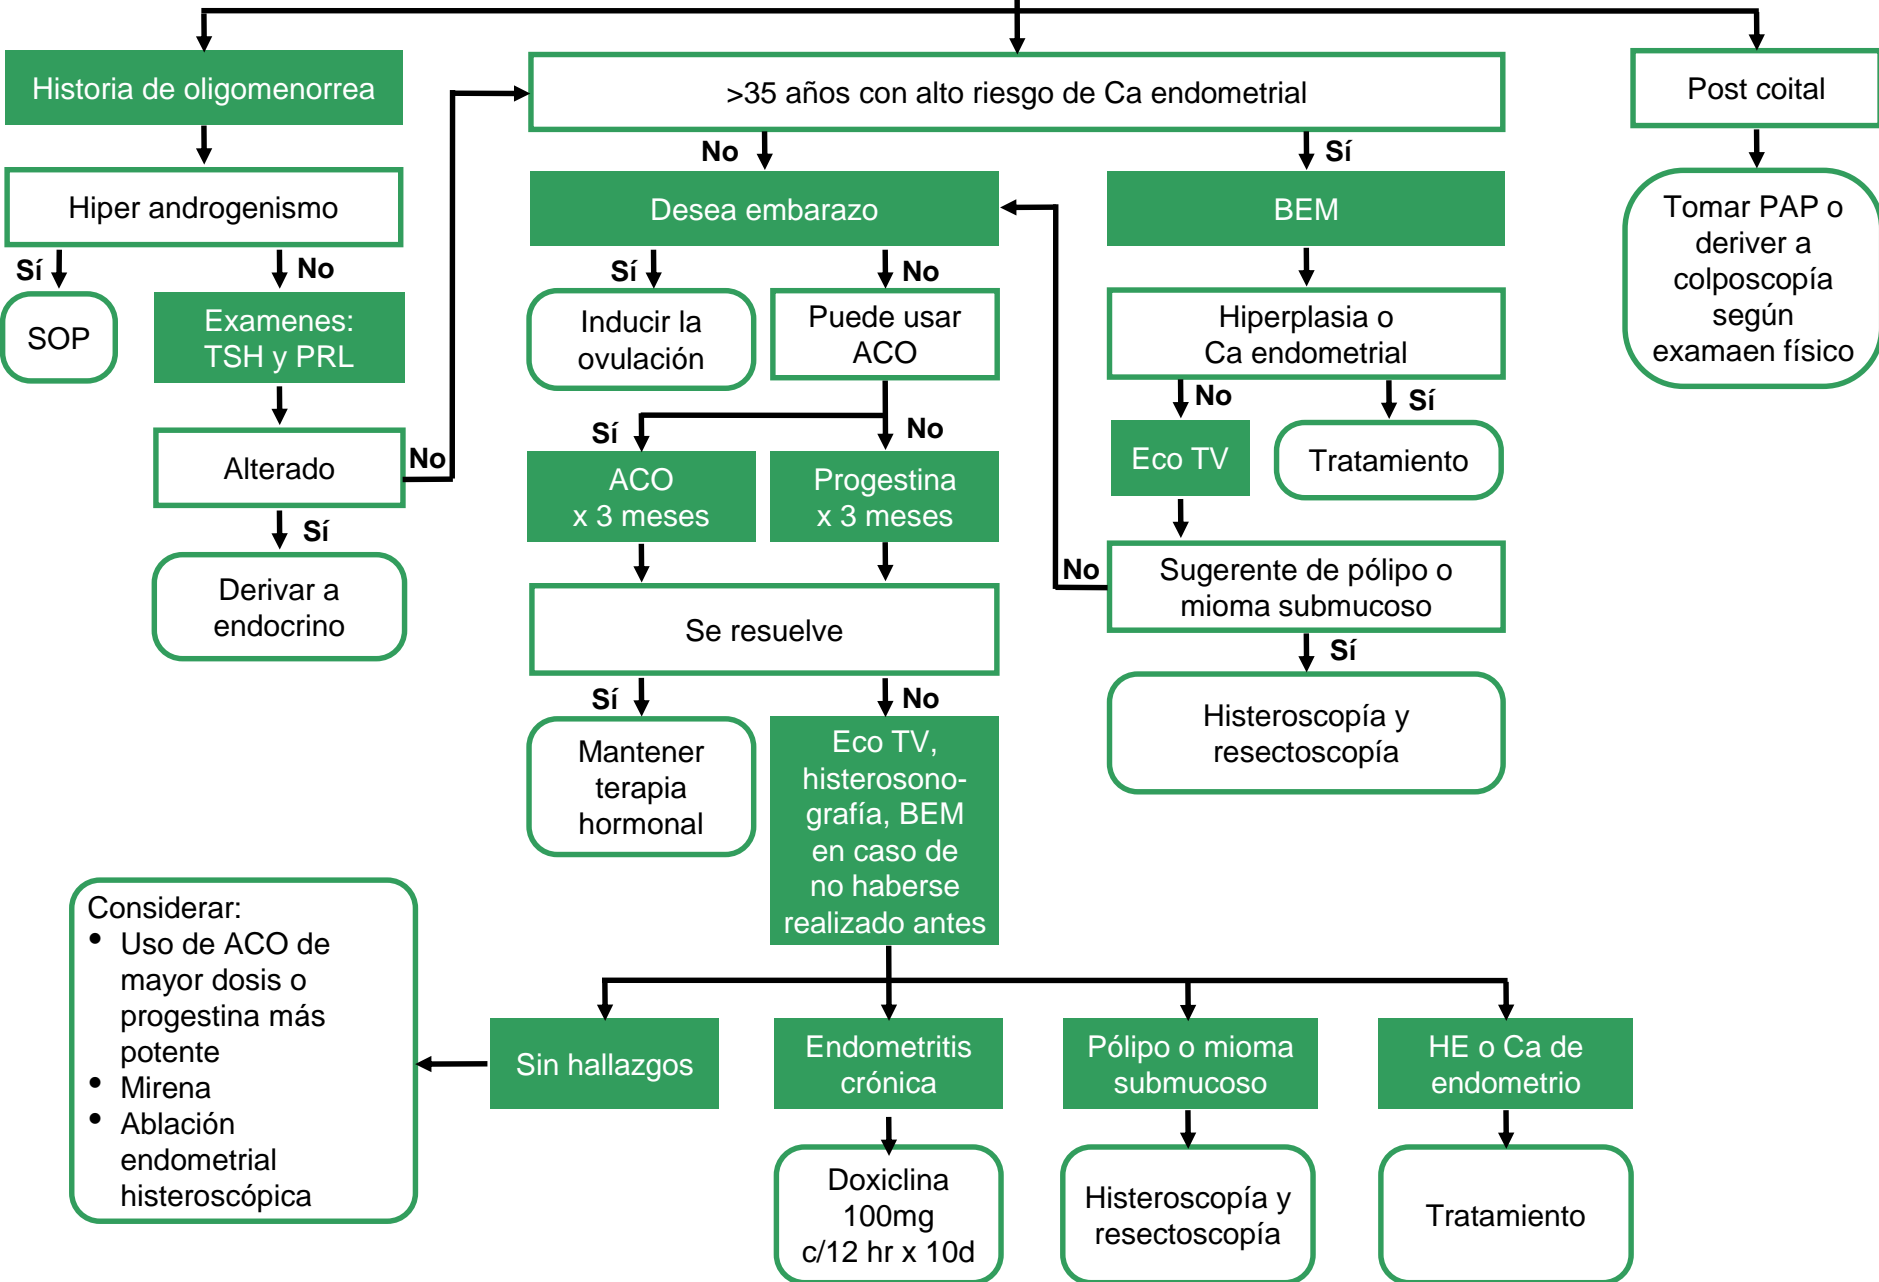 Historia de oligomenorrea
>35 años con alto riesgo de Ca endometrial
Post coital
No
Sí
Hiper androgenismo
Desea embarazo
BEM
Tomar PAP o
deriver a
colposcopía
según
examaen físico
Sí
No
Sí
No
SOP
Examenes:
TSH y PRL
Inducir la
ovulación
Puede usar
ACO
Hiperplasia o
Ca endometrial
No
Sí
Sí
No
Alterado
No
ACO
x 3 meses
Progestina
x 3 meses
Eco TV
Tratamiento
Sí
Derivar a
endocrino
No
Sugerente de pólipo o
mioma submucoso
Se resuelve
Sí
Sí
No
Histeroscopía y
resectoscopía
Mantener
terapia
hormonal
Eco TV,
histerosono-
grafía, BEM
en caso de
no haberse
realizado antes
Considerar:
• Uso de ACO de
mayor dosis o
progestina más
potente
• Mirena
• Ablación
endometrial
histeroscópica
Sin hallazgos
Endometritis
crónica
Pólipo o mioma
submucoso
HE o Ca de
endometrio
Doxiclina
100mg
c/12 hr x 10d
Histeroscopía y
resectoscopía
Tratamiento